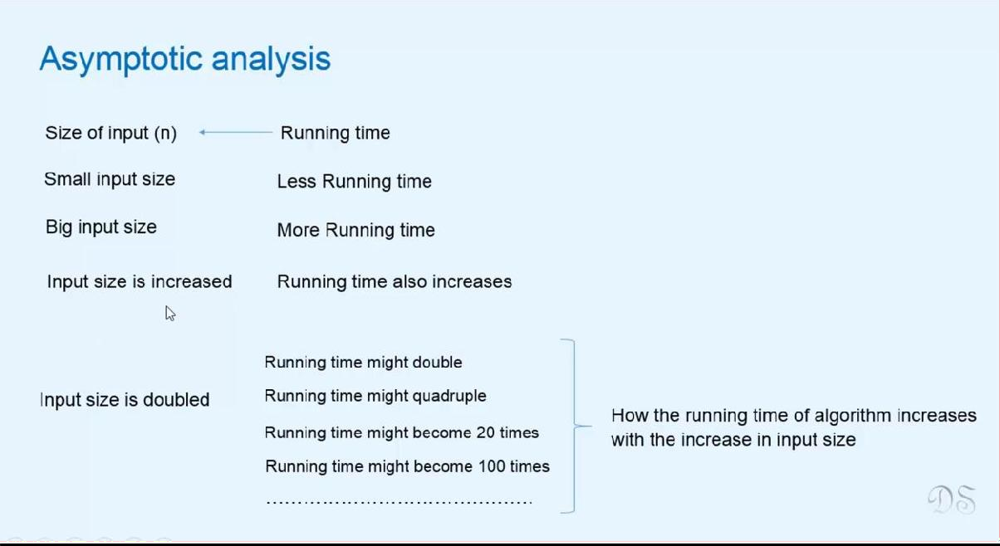 Asymptotic analysis
Size of input (n) Running time
Small input size Less Running time
Big input size More Running time
Input size is increased Running time also increases
Input size is doubled
Running time might double
Running time might quadruple
Running time might become 20 times
Running time might become 100 times
..........................................
How the running time of algorithm increases
with the increase in input size
DS